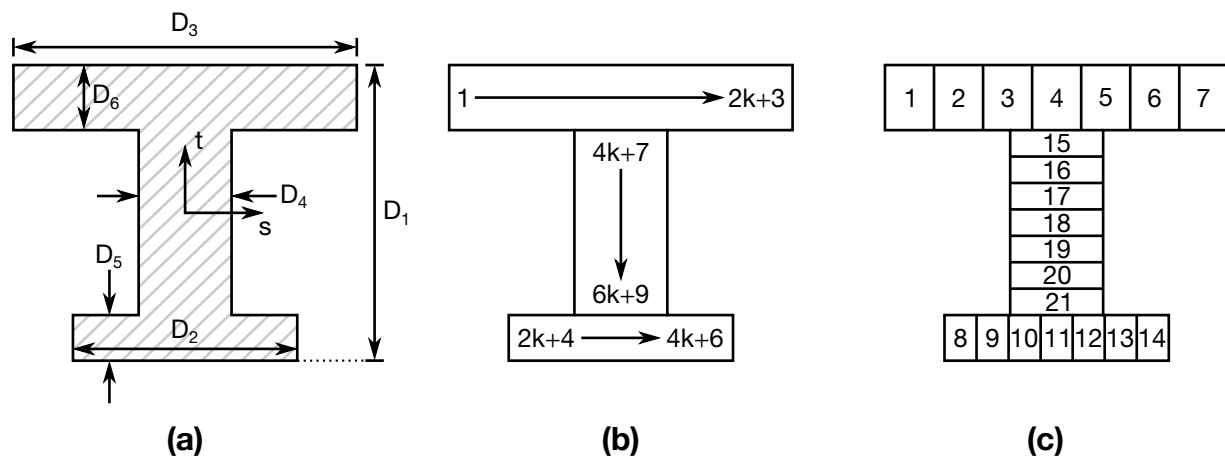 D₃
D₆
t
D₄
s
D₁
D₅
D₂
(a)
1 2k+3
4k+7
6k+9
2k+4 4k+6
(b)
1 2 3 4 5 6 7
15
16
17
18
19
20
21
8 9 10 11 12 13 14
(c)